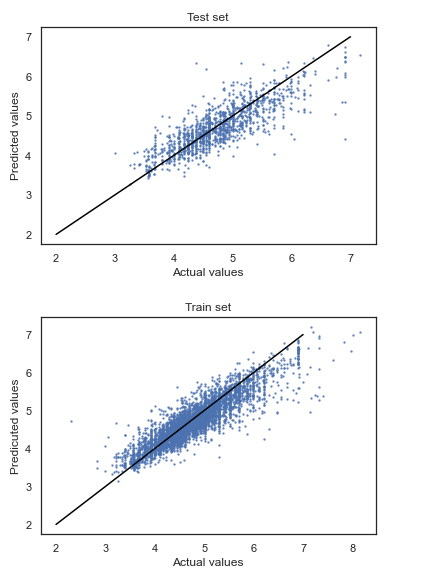 Test set
7
6
5
4
3
2
Predicted values
2 3 4 5 6 7
Actual values
Train set
7
6
5
4
3
2
Predicuted values
2 3 4 5 6 7 8
Actual values